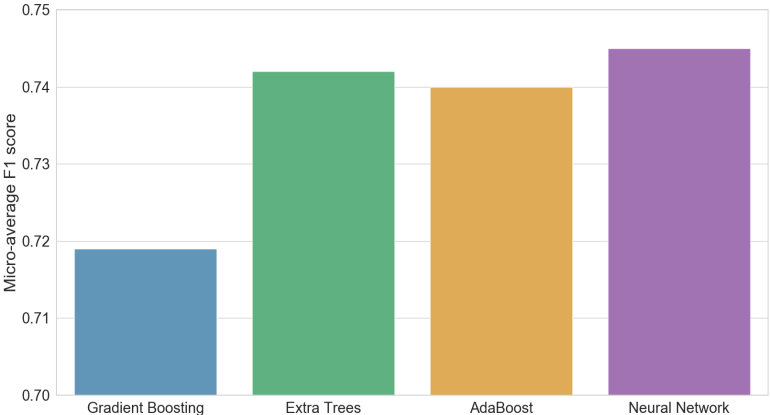 Micro-average F1 score
0.75
0.74
0.73
0.72
0.71
0.70
Gradient Boosting
Extra Trees
AdaBoost
Neural Network